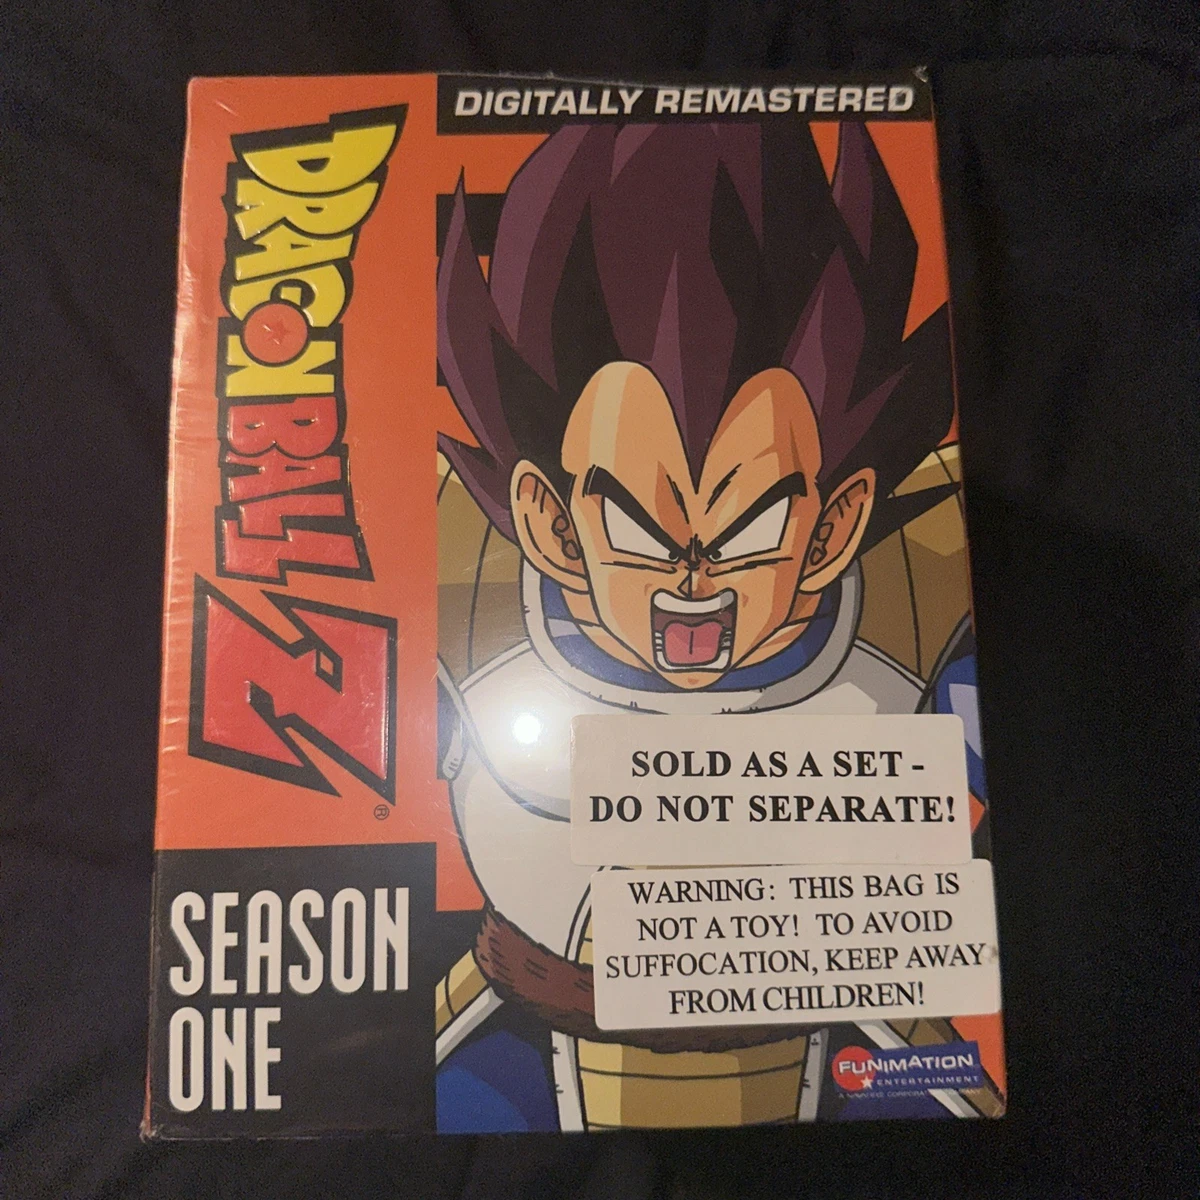 DIGITALLY REMASTERED
DRAGON BALL Z
®
SEASON
ONE
SOLD AS A SET -
DO NOT SEPARATE!
WARNING: THIS BAG IS
NOT A TOY! TO AVOID
SUFFOCATION, KEEP AWAY
FROM CHILDREN!
FUNIMATION
ENTERTAINMENT